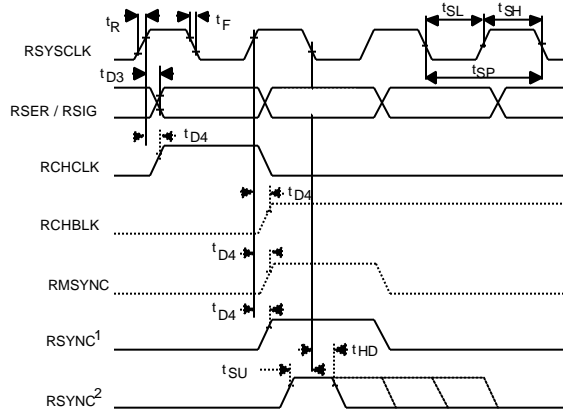 tR tF tSL tSH
RSYSCLK
tSP
tD3
RSER / RSIG
tD4
RCHCLK
tD4
RCHBLK
tD4
RMSYNC
tD4
RSYNC1
tHD
tSU
RSYNC2